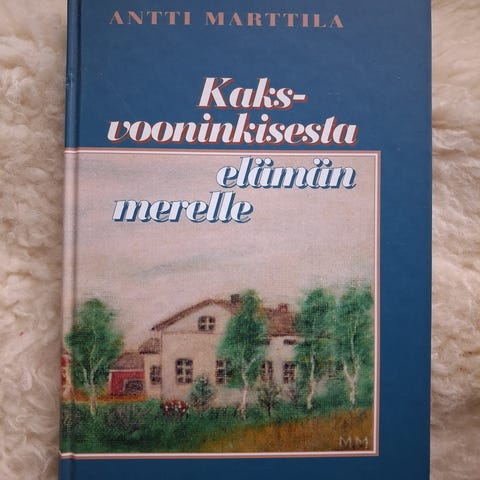 ANTTI MARTTILA
Kaks-
vooninkisesta
elämän
merelle
MM